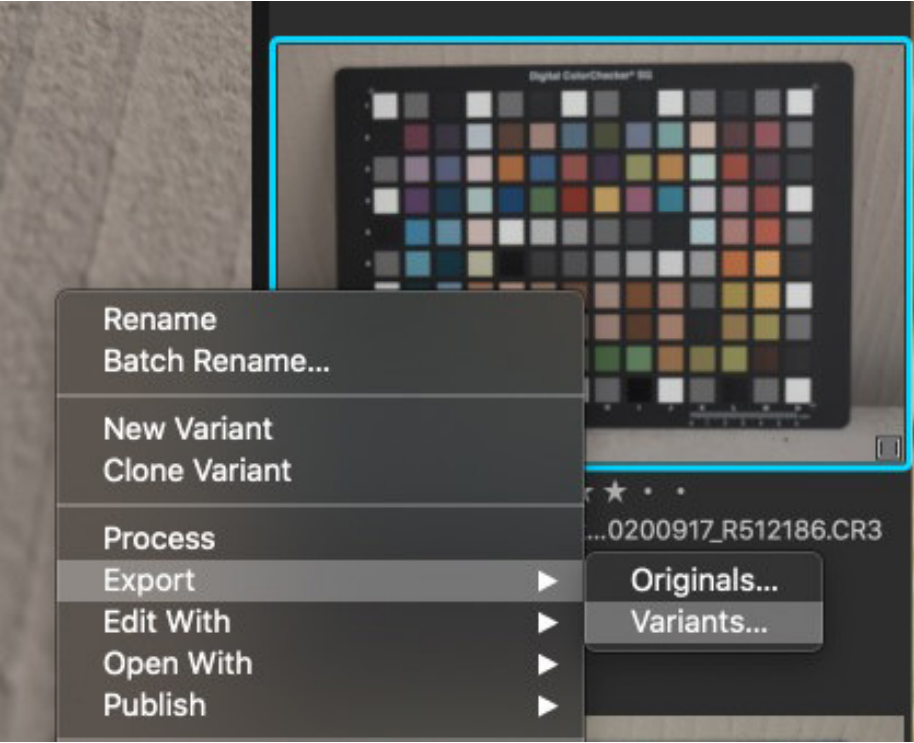 Digital ColorChecker® SG
Rename
Batch Rename...
New Variant
Clone Variant
...0200917_R512186.CR3
Process
Export
Originals...
Edit With
Variants...
Open With
Publish